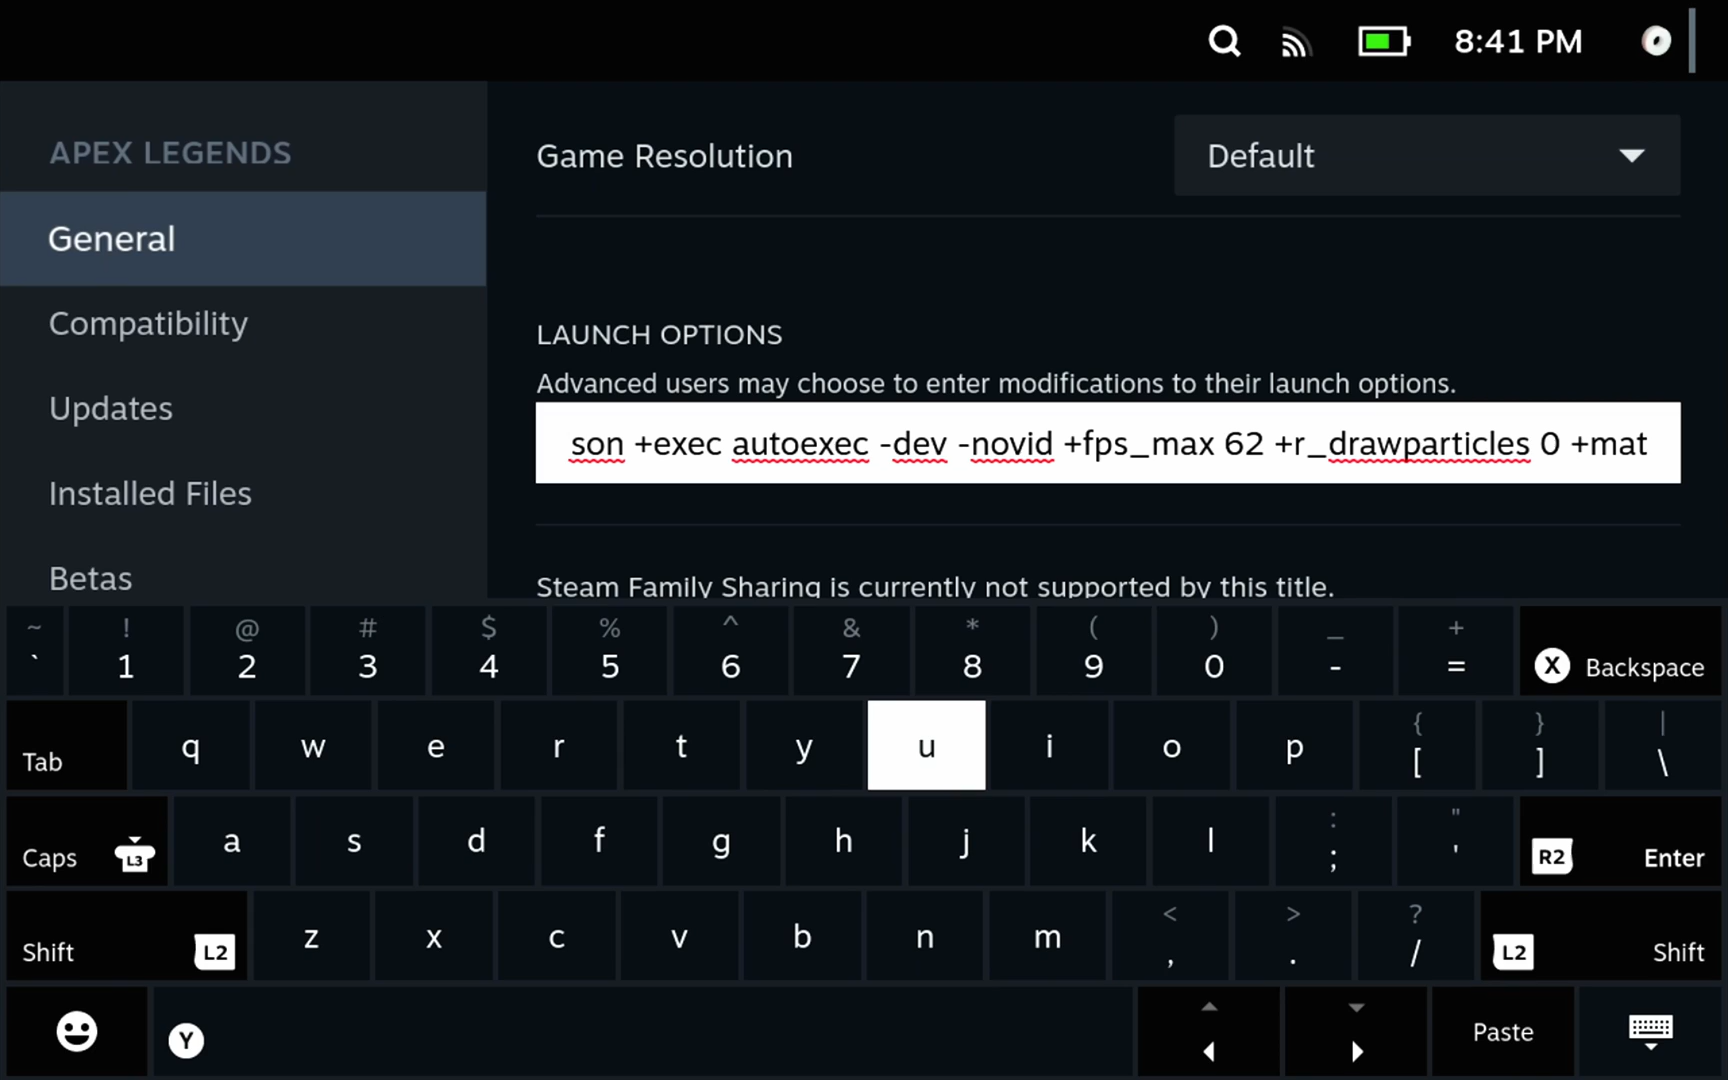 8:41 PM
APEX LEGENDS
General
Compatibility
Updates
Installed Files
Betas
Game Resolution
Default
LAUNCH OPTIONS
Advanced users may choose to enter modifications to their launch options.
son +exec autoexec -dev -novid +fps_max 62 +r_drawparticles 0 +mat
Steam Family Sharing is currently not supported by this title.
~ ! @ # $ % ^ & * ( ) _ +
` 1 2 3 4 5 6 7 8 9 0 - = X Backspace
{ } |
Tab q w e r t y u i o p [ ] \
: "
Caps L3 a s d f g h j k l ; ' R2 Enter
< > ?
Shift L2 z x c v b n m , . / L2 Shift
Y Paste